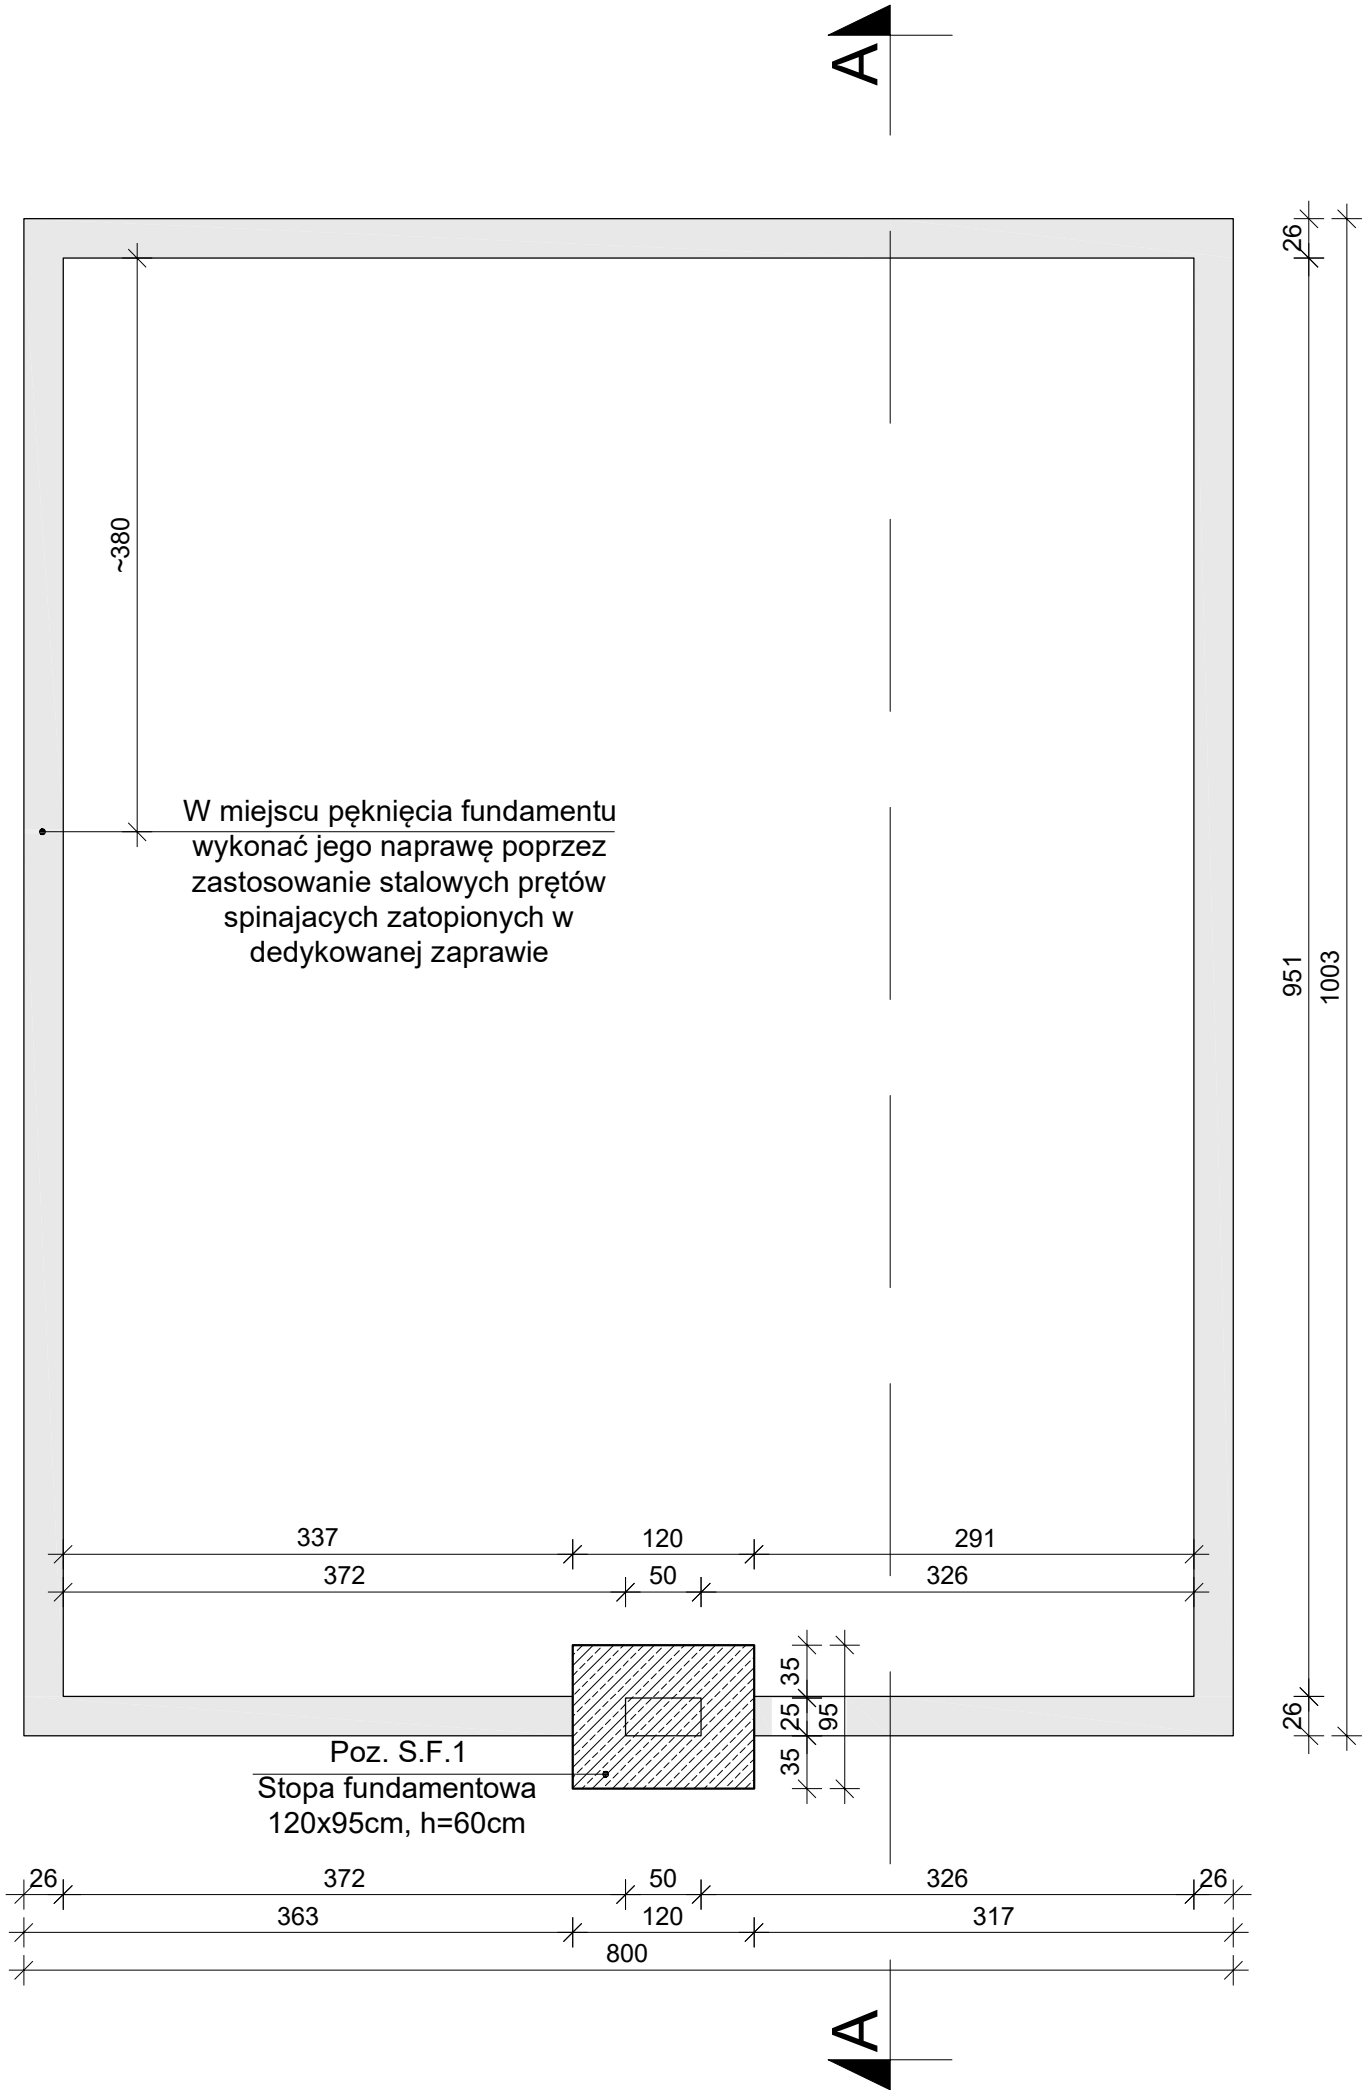 A
26
~380
W miejscu pęknięcia fundamentu
wykonać jego naprawę poprzez
zastosowanie stalowych prętów
spinajacych zatopionych w
dedykowanej zaprawie
951
1003
337
120
291
372
50
326
35
25
95
35
26
Poz. S.F.1
Stopa fundamentowa
120x95cm, h=60cm
26
372
50
326
26
363
120
317
800
A